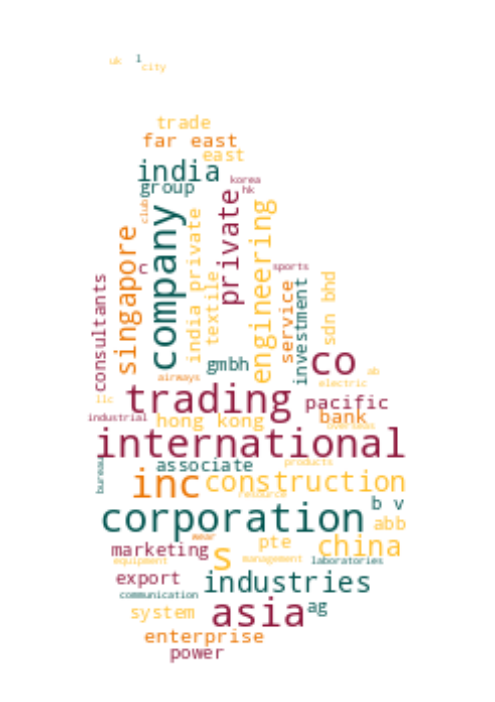 uk l city
trade
far east
east
india
korea
group
hk
club
company
india private
textile
private
engineering
singapore
c
sports
consultants
service
investment
sdn bhd
gmbh
co
airways
ab
electric
llc
trading
pacific
industrial
hong kong
bank
overseas
international
bureau
associate
products
inc
construction
resource
corporation
b v
abb
wear
marketing
s
pte
china
equipment
management
laboratories
export
industries
communication
system
asia
ag
enterprise
power